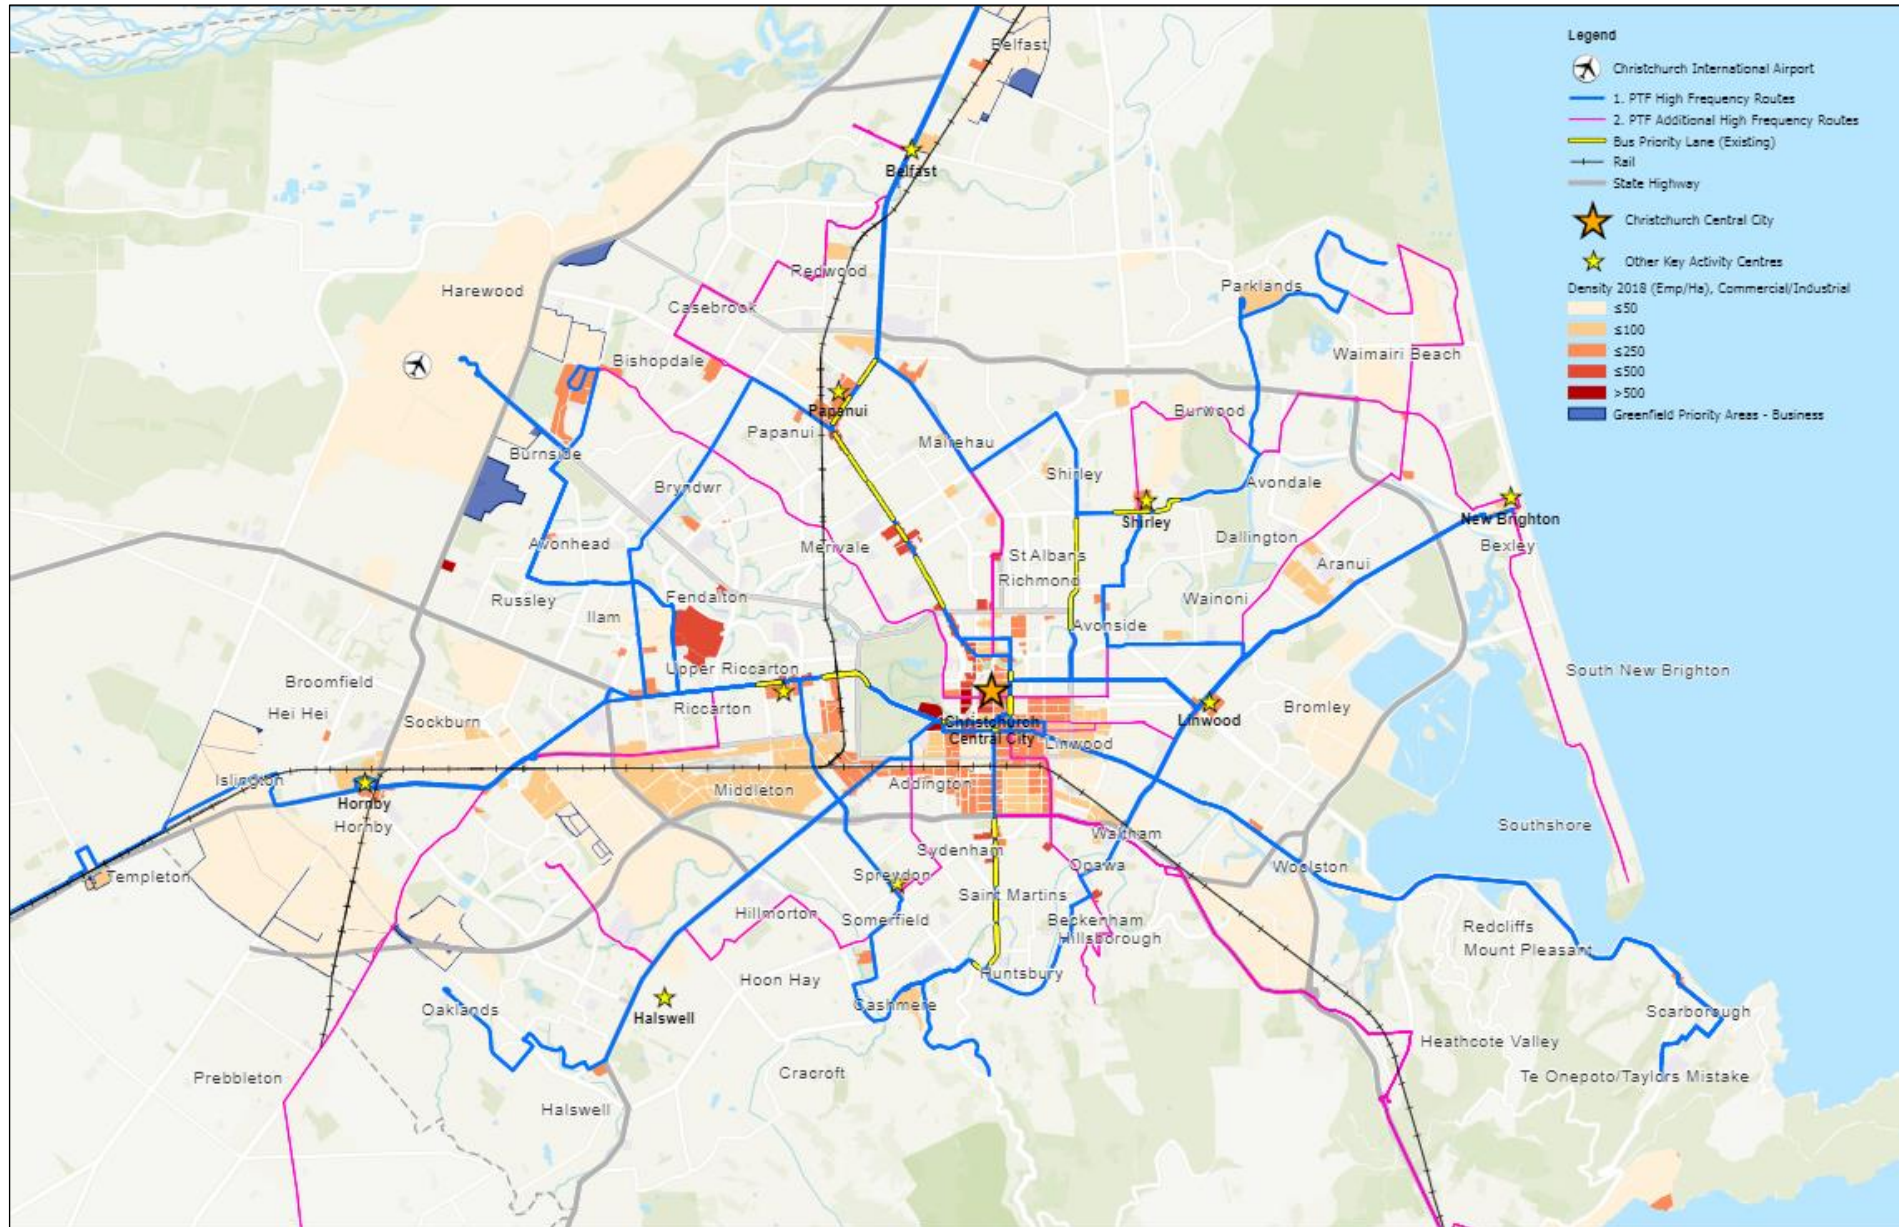 Legend
Christchurch International Airport
1. PTF High Frequency Routes
2. PTF Additional High Frequency Routes
Bus Priority Lane (Existing)
Rail
State Highway
Christchurch Central City
Other Key Activity Centres
Density 2018 (Emp/Ha), Commercial/Industrial
≤50
≤100
≤250
≤500
>500
Greenfield Priority Areas - Business
Belfast
Belfast
Redwood
Harewood
Casebrook
Parklands
Bishopdale
Waimairi Beach
Papanui
Papanui
Burwood
Mairehau
Burnside
Shirley
Bryndwr
Avondale
Shirley
New Brighton
Avonhead
Merivale
Dallington
Bexley
St Albans
Aranui
Richmond
Russley
Fendalton
Wainoni
Ilam
Avonside
Upper Riccarton
South New Brighton
Broomfield
Riccarton
Bromley
Hei Hei
Sockburn
Linwood
Christchurch
Central City
Linwood
Islington
Addington
Middleton
Hornby
Hornby
Southshore
Waltham
Sydenham
Opawa
Woolston
Templeton
Spreydon
Saint Martins
Hillmorton
Somerfield
Beckenham
Redcliffs
Hillsborough
Mount Pleasant
Huntsbury
Hoon Hay
Cashmere
Oaklands
Halswell
Scarborough
Heathcote Valley
Prebbleton
Cracroft
Te Onepoto/Taylors Mistake
Halswell